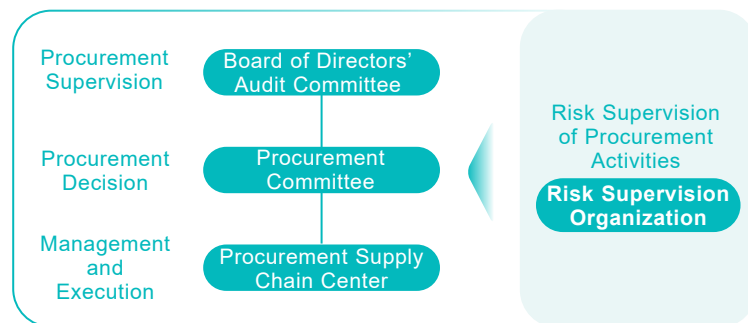 Procurement
Supervision
Board of Directors’
Audit Committee
Procurement
Decision
Procurement
Committee
Management
and
Execution
Procurement Supply
Chain Center
Risk Supervision
of Procurement
Activities
Risk Supervision
Organization